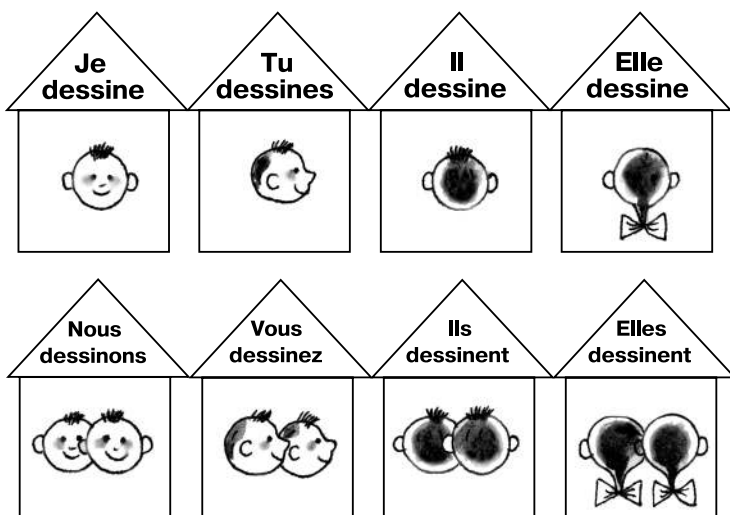 Je
dessine
Tu
dessines
Il
dessine
Elle
dessine
Nous
dessinons
Vous
dessinez
Ils
dessinent
Elles
dessinent